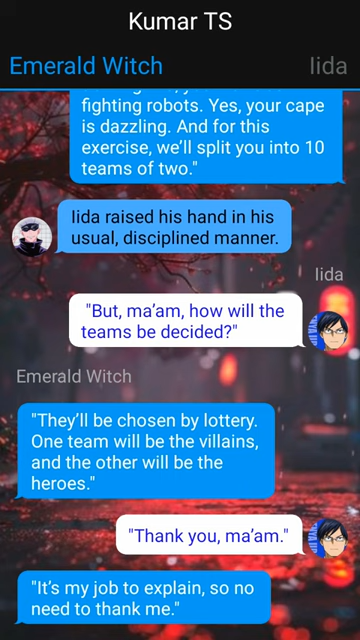 Kumar TS
Emerald Witch
Iida
fighting robots. Yes, your cape
is dazzling. And for this
exercise, we'll split you into 10
teams of two."
Iida raised his hand in his
usual, disciplined manner.
Iida
"But, ma'am, how will the
teams be decided?"
Emerald Witch
"They'll be chosen by lottery.
One team will be the villains,
and the other will be the
heroes."
"Thank you, ma'am."
"It's my job to explain, so no
need to thank me."